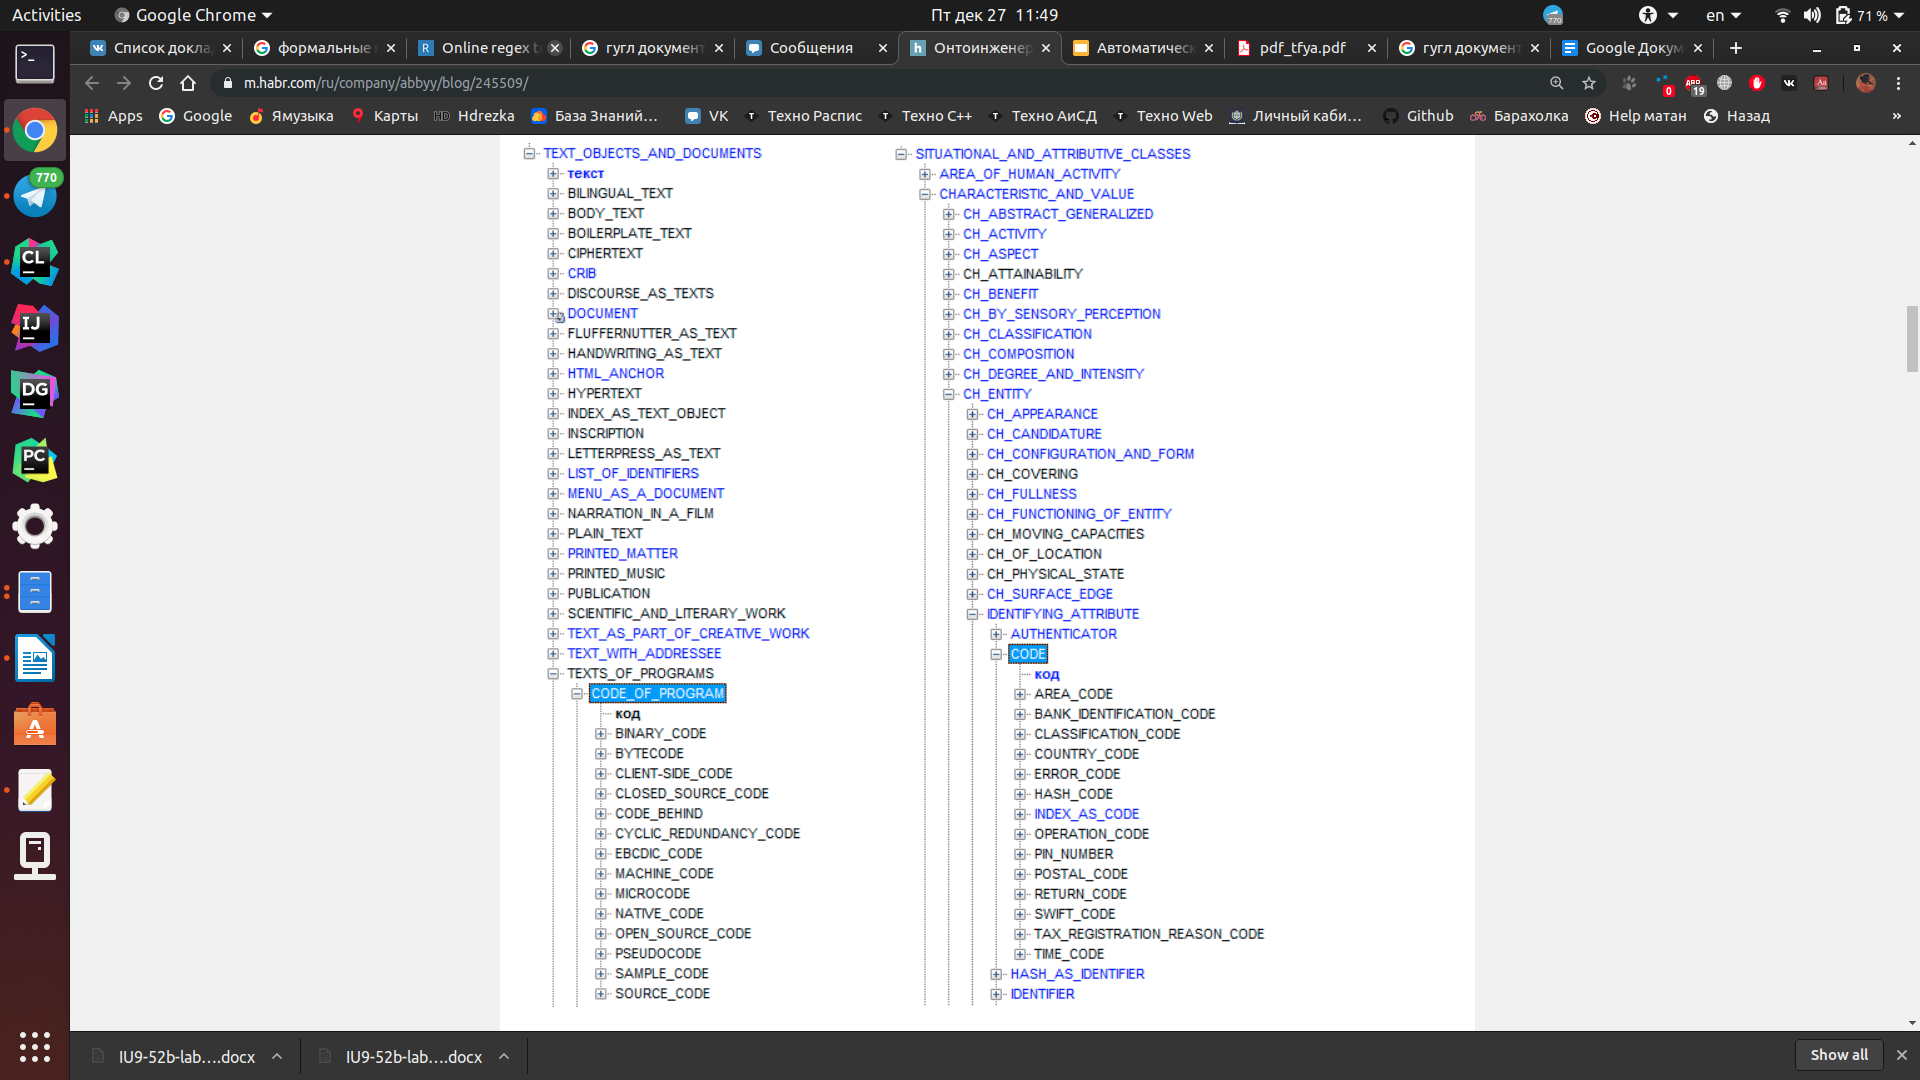 Activities
Google Chrome
Пт дек 27 11:49
770
en
71 %
Список докла
формальные
Online regex t
гугл документ
Сообщения
Онтоинженер
Автоматическ
pdf_tfya.pdf
гугл документ
Google Докум
m.habr.com/ru/company/abbyy/blog/245509/
0
19
Apps
Google
Ямузыка
Карты
HD Hdrezka
База Знаний…
VK
Техно Распис
Техно C++
Техно АиСД
Техно Web
Личный каби…
Github
Барахолка
Help матан
Назад
»
770
CL
IJ
DG
PC
TEXT_OBJECTS_AND_DOCUMENTS
текст
BILINGUAL_TEXT
BODY_TEXT
BOILERPLATE_TEXT
CIPHERTEXT
CRIB
DISCOURSE_AS_TEXTS
DOCUMENT
FLUFFERNUTTER_AS_TEXT
HANDWRITING_AS_TEXT
HTML_ANCHOR
HYPERTEXT
INDEX_AS_TEXT_OBJECT
INSCRIPTION
LETTERPRESS_AS_TEXT
LIST_OF_IDENTIFIERS
MENU_AS_A_DOCUMENT
NARRATION_IN_A_FILM
PLAIN_TEXT
PRINTED_MATTER
PRINTED_MUSIC
PUBLICATION
SCIENTIFIC_AND_LITERARY_WORK
TEXT_AS_PART_OF_CREATIVE_WORK
TEXT_WITH_ADDRESSEE
TEXTS_OF_PROGRAMS
CODE_OF_PROGRAM
код
BINARY_CODE
BYTECODE
CLIENT-SIDE_CODE
CLOSED_SOURCE_CODE
CODE_BEHIND
CYCLIC_REDUNDANCY_CODE
EBCDIC_CODE
MACHINE_CODE
MICROCODE
NATIVE_CODE
OPEN_SOURCE_CODE
PSEUDOCODE
SAMPLE_CODE
SOURCE_CODE
SITUATIONAL_AND_ATTRIBUTIVE_CLASSES
AREA_OF_HUMAN_ACTIVITY
CHARACTERISTIC_AND_VALUE
CH_ABSTRACT_GENERALIZED
CH_ACTIVITY
CH_ASPECT
CH_ATTAINABILITY
CH_BENEFIT
CH_BY_SENSORY_PERCEPTION
CH_CLASSIFICATION
CH_COMPOSITION
CH_DEGREE_AND_INTENSITY
CH_ENTITY
CH_APPEARANCE
CH_CANDIDATURE
CH_CONFIGURATION_AND_FORM
CH_COVERING
CH_FULLNESS
CH_FUNCTIONING_OF_ENTITY
CH_MOVING_CAPACITIES
CH_OF_LOCATION
CH_PHYSICAL_STATE
CH_SURFACE_EDGE
IDENTIFYING_ATTRIBUTE
AUTHENTICATOR
CODE
код
AREA_CODE
BANK_IDENTIFICATION_CODE
CLASSIFICATION_CODE
COUNTRY_CODE
ERROR_CODE
HASH_CODE
INDEX_AS_CODE
OPERATION_CODE
PIN_NUMBER
POSTAL_CODE
RETURN_CODE
SWIFT_CODE
TAX_REGISTRATION_REASON_CODE
TIME_CODE
HASH_AS_IDENTIFIER
IDENTIFIER
IU9-52b-lab….docx
IU9-52b-lab….docx
Show all